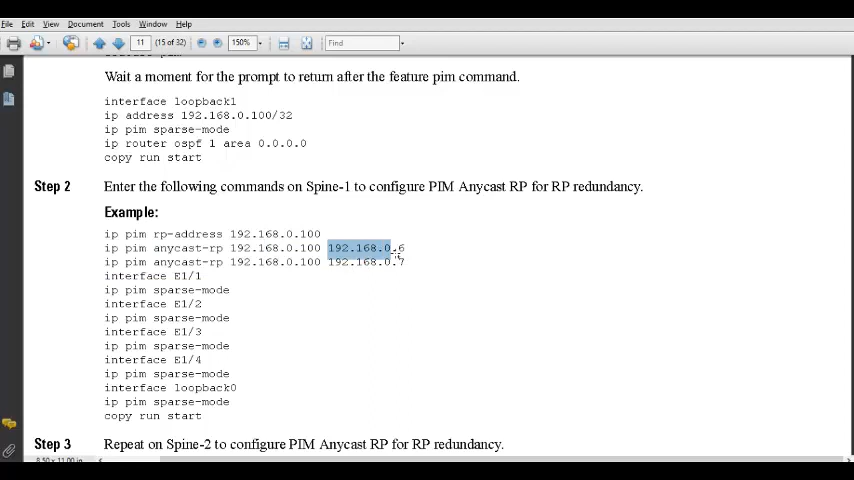 File Edit View Document Tools Window Help
11 (15 of 32) 150% Find
Wait a moment for the prompt to return after the feature pim command.
interface loopback1
ip address 192.168.0.100/32
ip pim sparse-mode
ip router ospf 1 area 0.0.0.0
copy run start
Step 2 Enter the following commands on Spine-1 to configure PIM Anycast RP for RP redundancy.
Example:
ip pim rp-address 192.168.0.100
ip pim anycast-rp 192.168.0.100 192.168.0.6
ip pim anycast-rp 192.168.0.100 192.168.0.7
interface E1/1
ip pim sparse-mode
interface E1/2
ip pim sparse-mode
interface E1/3
ip pim sparse-mode
interface E1/4
ip pim sparse-mode
interface loopback0
ip pim sparse-mode
copy run start
Step 3 Repeat on Spine-2 to configure PIM Anycast RP for RP redundancy.
8.50 x 11.00 in